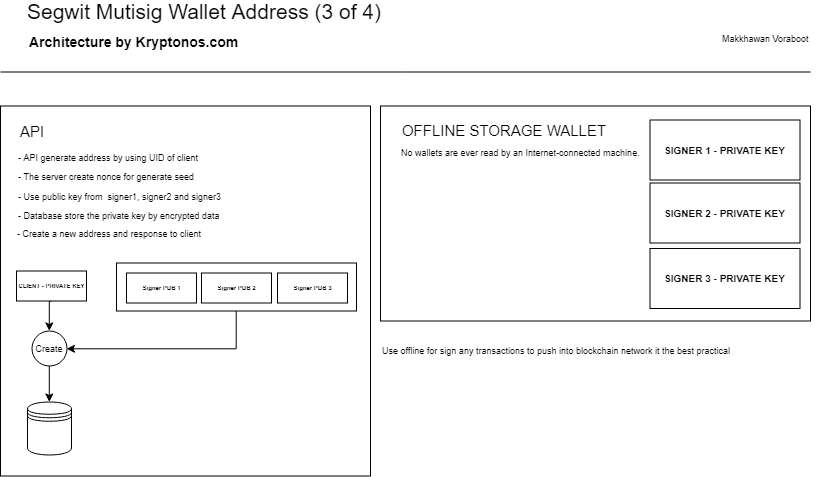 Segwit Mutisig Wallet Address (3 of 4)
Architecture by Kryptonos.com
Makkhawan Voraboot
API
- API generate address by using UID of client
- The server create nonce for generate seed
- Use public key from signer1, signer2 and signer3
- Database store the private key by encrypted data
- Create a new address and response to client
CLIENT - PRIVATE KEY
Signer PUB 1
Signer PUB 2
Signer PUB 3
Create
OFFLINE STORAGE WALLET
No wallets are ever read by an Internet-connected machine.
SIGNER 1 - PRIVATE KEY
SIGNER 2 - PRIVATE KEY
SIGNER 3 - PRIVATE KEY
Use offline for sign any transactions to push into blockchain network it the best practical